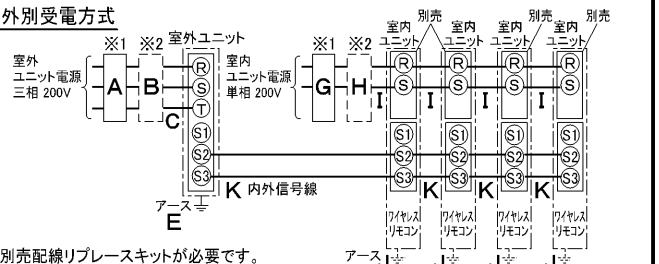 外別受電方式
※1 ※2 室外ユニット
室外
ユニット電源
三相 200V
A B C
R
S
T
S1
S2
S3
アース
E
※1 ※2
室内
ユニット電源
単相 200V
G H
室内
ユニット
別売
室内
ユニット
室内
ユニット
別売
室内
ユニット
別売
R R R R
S S S S
I I I I
S1 S1 S1 S1
S2 S2 S2 S2
S3 S3 S3 S3
K 内外信号線
K K K
ワイヤレス
リモコン
ワイヤレス
リモコン
ワイヤレス
リモコン
ワイヤレス
リモコン
アース
別売配線リプレースキットが必要です。